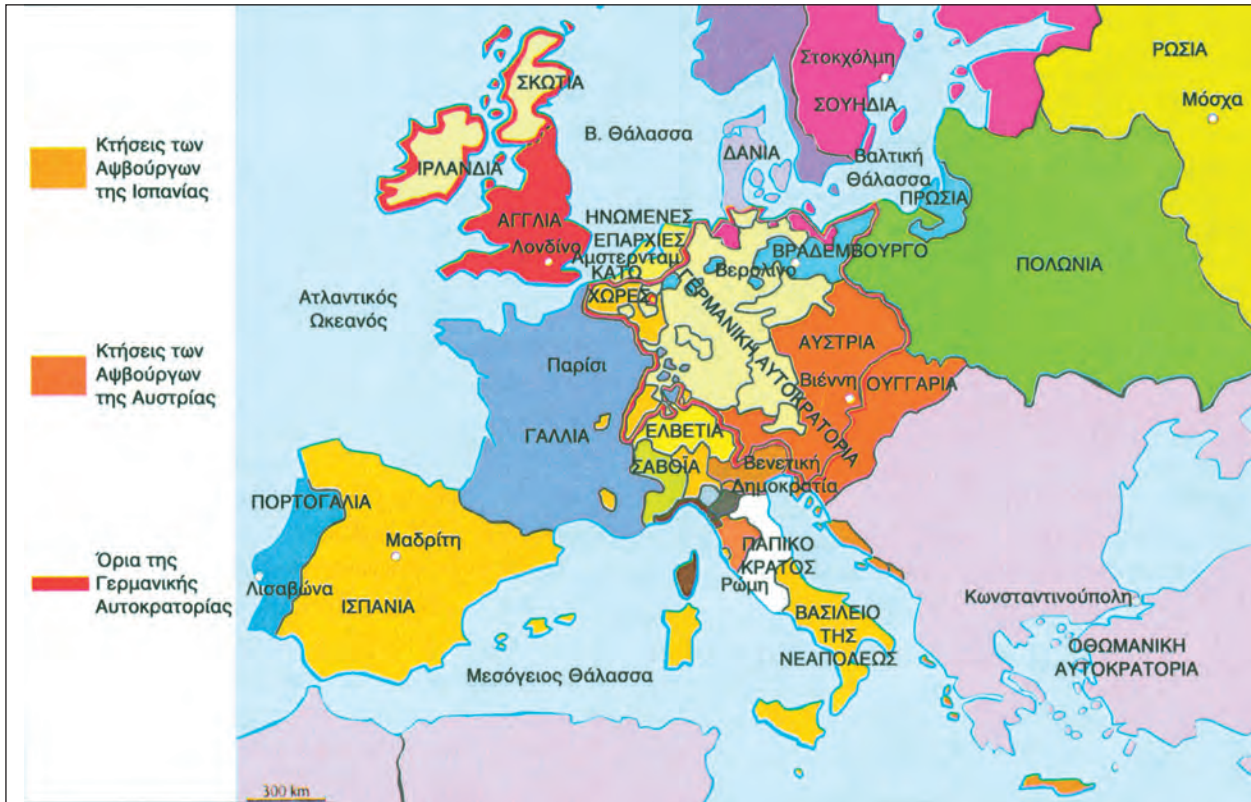 Κτήσεις των
Αψβούργων
της Ισπανίας
Κτήσεις των
Αψβούργων
της Αυστρίας
Όρια της
Γερμανικής
Αυτοκρατορίας
ΣΚΩΤΙΑ
ΙΡΛΑΝΔΙΑ
ΑΓΓΛΙΑ
Λονδίνο
Β. Θάλασσα
Στοκχόλμη
ΣΟΥΗΔΙΑ
ΔΑΝΙΑ
Βαλτική
Θάλασσα
ΡΩΣΙΑ
Μόσχα
ΠΡΩΣΙΑ
ΗΝΩΜΕΝΕΣ
ΕΠΑΡΧΙΕΣ
Αμστερνταμ
ΚΑΤΩ
ΧΩΡΕΣ
ΒΡΑΔΕΜΒΟΥΡΓΟ
Βερολίνο
ΠΟΛΩΝΙΑ
ΓΕΡΜΑΝΙΚΗ ΑΥΤΟΚΡΑΤΟΡΙΑ
Ατλαντικός
Ωκεανός
Παρίσι
ΓΑΛΛΙΑ
ΑΥΣΤΡΙΑ
Βιέννη
ΟΥΓΓΑΡΙΑ
ΕΛΒΕΤΙΑ
ΣΑΒΟΪΑ
Βενετική
Δημοκρατία
ΠΟΡΤΟΓΑΛΙΑ
Λισαβώνα
Μαδρίτη
ΙΣΠΑΝΙΑ
ΠΑΠΙΚΟ
ΚΡΑΤΟΣ
Ρώμη
ΒΑΣΙΛΕΙΟ
ΤΗΣ
ΝΕΑΠΟΛΕΩΣ
Μεσόγειος Θάλασσα
Κωνσταντινούπολη
ΟΘΩΜΑΝΙΚΗ
ΑΥΤΟΚΡΑΤΟΡΙΑ
300 km